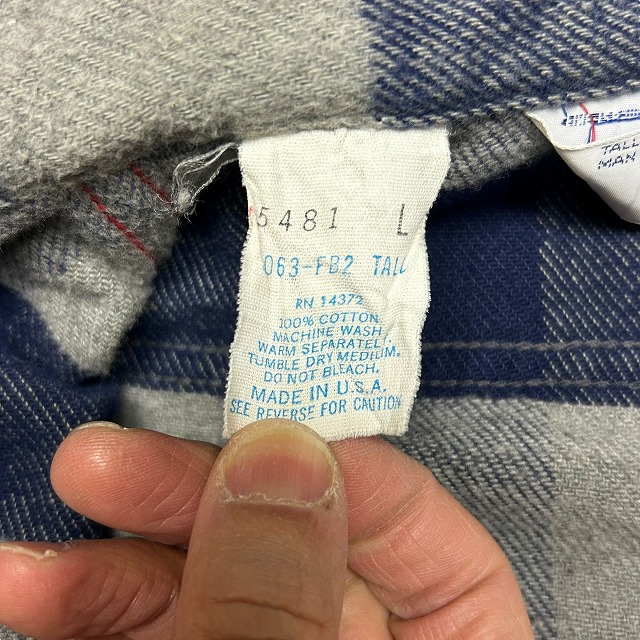 5481 L
063-FB2 TALL
RN 14372
100% COTTON
MACHINE WASH
WARM SEPARATELY.
TUMBLE DRY MEDIUM.
DO NOT BLEACH.
MADE IN U.S.A.
SEE REVERSE FOR CAUTION
TALL
MAN